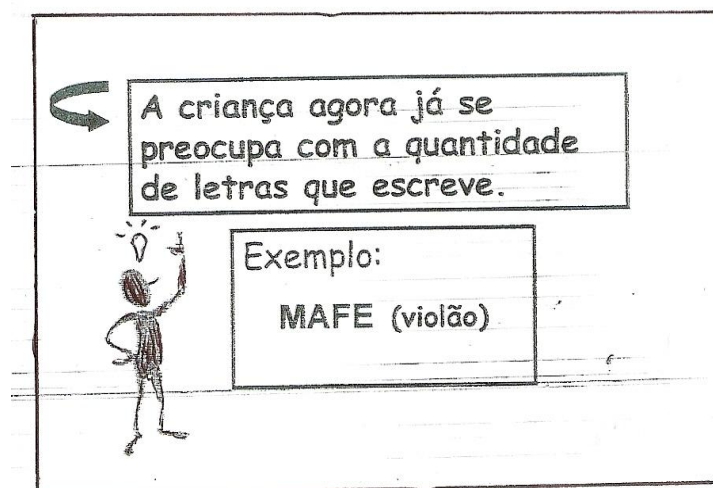 A criança agora já se
preocupa com a quantidade
de letras que escreve.
Exemplo:
MAFE (violão)